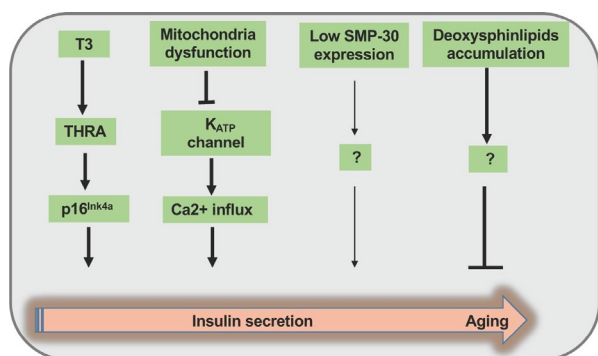 T3
THRA
p16Ink4a
Mitochondria
dysfunction
KATP
channel
Ca2+ influx
Low SMP-30
expression
?
Deoxysphinlipids
accumulation
?
Insulin secretion
Aging